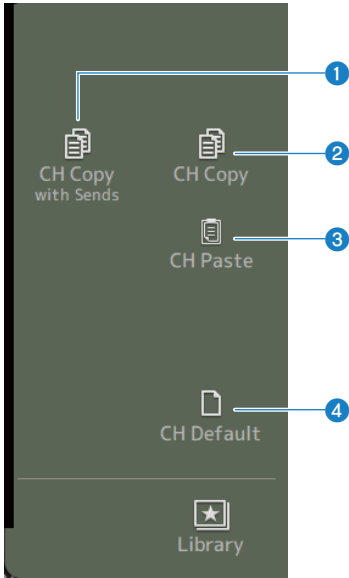 1
CH Copy
with Sends
CH Copy
2
CH Paste
3
CH Default
4
Library